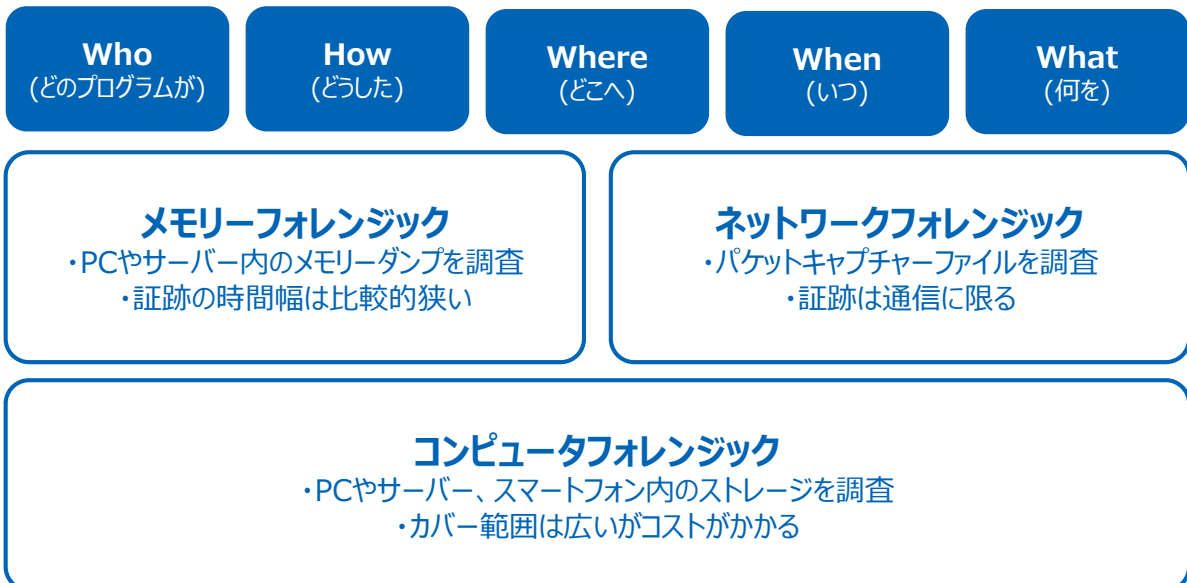 Who
(どのプログラムが)
How
(どうした)
Where
(どこへ)
When
(いつ)
What
(何を)
メモリーフォレンジック
・PCやサーバー内のメモリーダンプを調査
・証跡の時間幅は比較的狭い
ネットワークフォレンジック
・パケットキャプチャーファイルを調査
・証跡は通信に限る
コンピュータフォレンジック
・PCやサーバー、スマートフォン内のストレージを調査
・カバー範囲は広いがコストがかかる